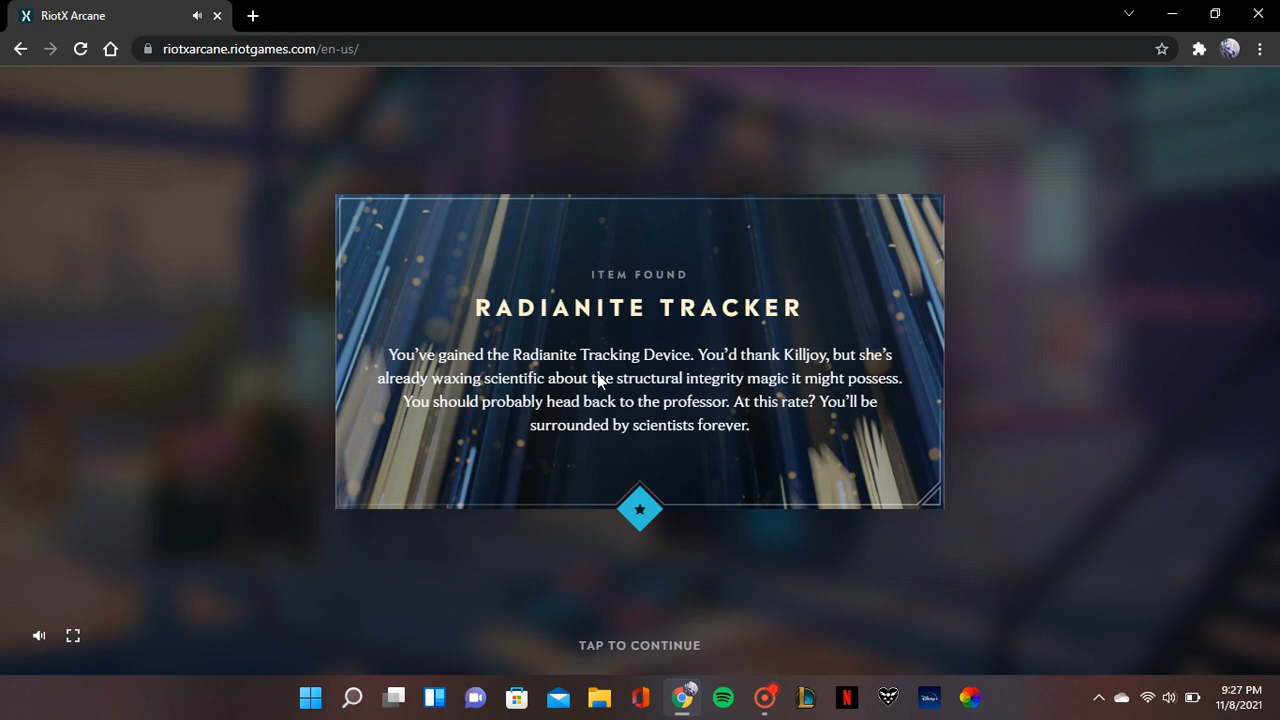 RiotX Arcane
riotxarcane.riotgames.com/en-us/
ITEM FOUND
RADIANITE TRACKER
You’ve gained the Radianite Tracking Device. You’d thank Killjoy, but she’s
already waxing scientific about the structural integrity magic it might possess.
You should probably head back to the professor. At this rate? You’ll be
surrounded by scientists forever.
TAP TO CONTINUE
9:27 PM
11/8/2021